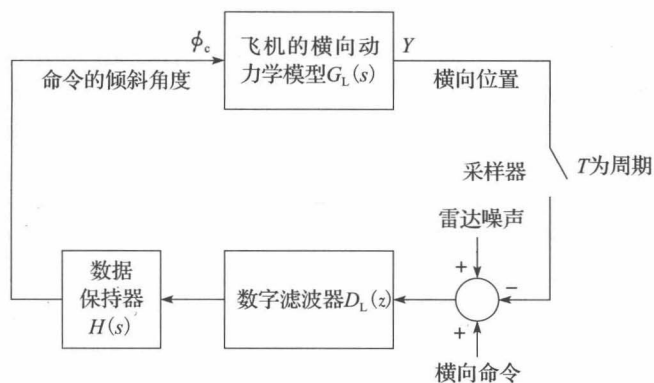 ϕc
飞机的横向动
力学模型GL(s)
Y
命令的倾斜角度
横向位置
采样器
T为周期
雷达噪声
数据
保持器
H(s)
数字滤波器DL(z)
+
−
+
横向命令